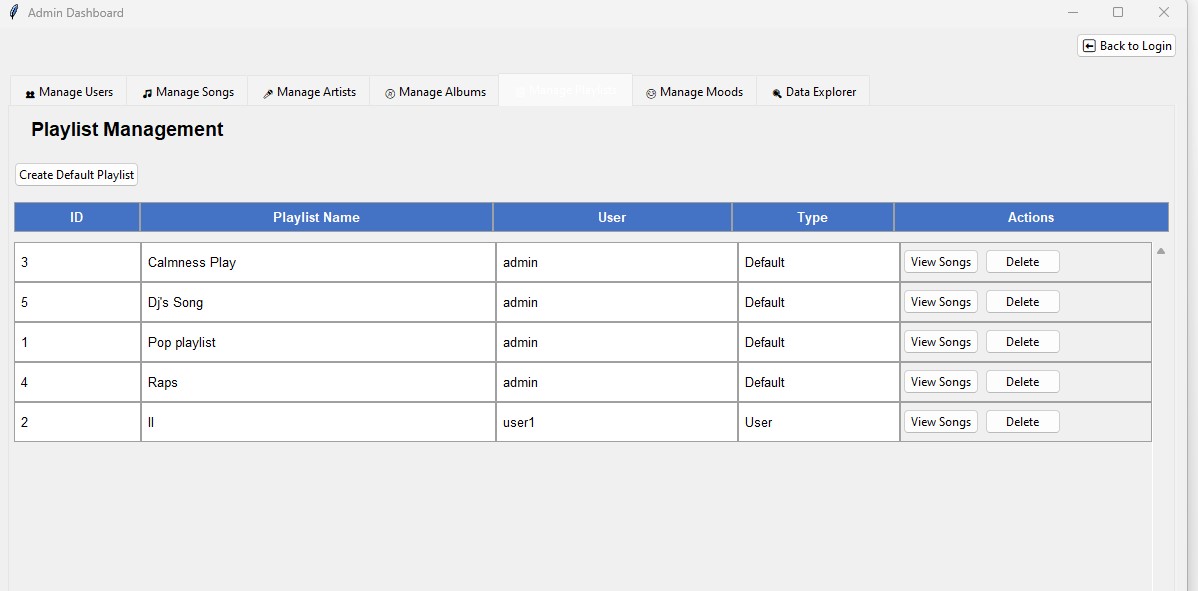 Admin Dashboard
Back to Login
Manage Users Manage Songs Manage Artists Manage Albums Manage Playlists Manage Moods Data Explorer
Playlist Management
Create Default Playlist
ID Playlist Name User Type Actions
3 Calmness Play admin Default View Songs Delete
5 Dj's Song admin Default View Songs Delete
1 Pop playlist admin Default View Songs Delete
4 Raps admin Default View Songs Delete
2 ll user1 User View Songs Delete